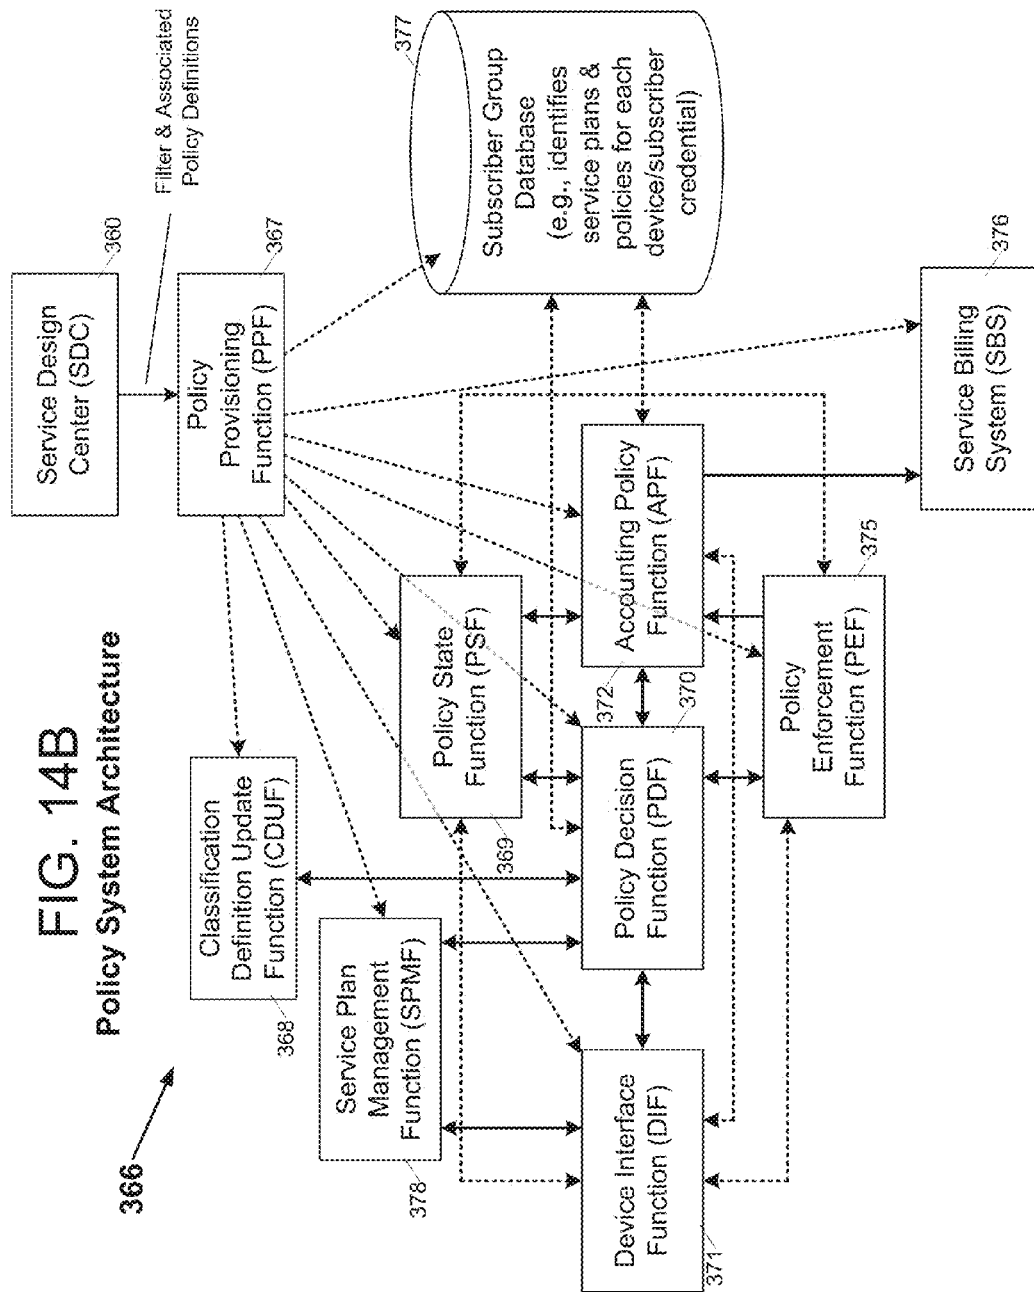 FIG. 14B
Policy System Architecture
366
Service Design
Center (SDC)
360
Filter & Associated
Policy Definitions
Policy
Provisioning
Function (PPF)
367
Classification
Definition Update
Function (CDUF)
368
Service Plan
Management
Function (SPMF)
378
Policy State
Function (PSF)
369
Subscriber Group
Database
(e.g., identifies
service plans &
policies for each
device/subscriber
credential)
377
Device Interface
Function (DIF)
371
Policy Decision
Function (PDF)
370
Accounting Policy
Function (APF)
372
Policy
Enforcement
Function (PEF)
375
Service Billing
System (SBS)
376